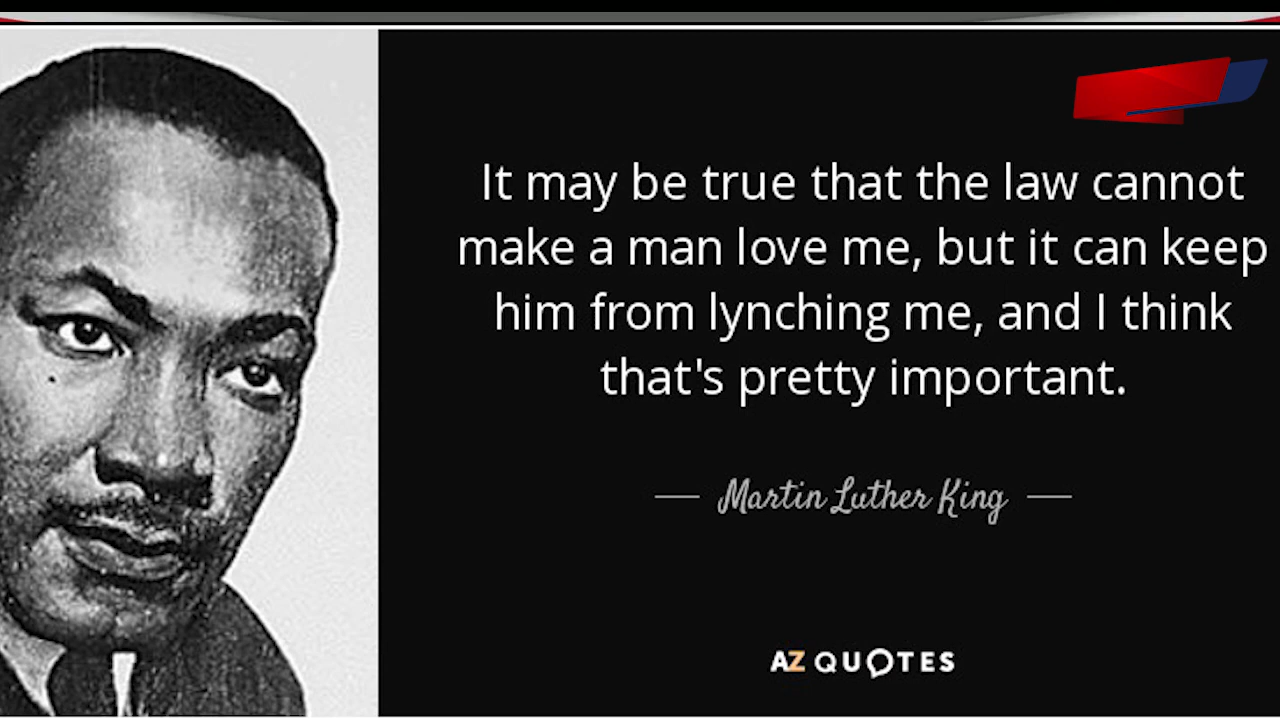 It may be true that the law cannot
make a man love me, but it can keep
him from lynching me, and I think
that's pretty important.
Martin Luther King
AZ QUOTES